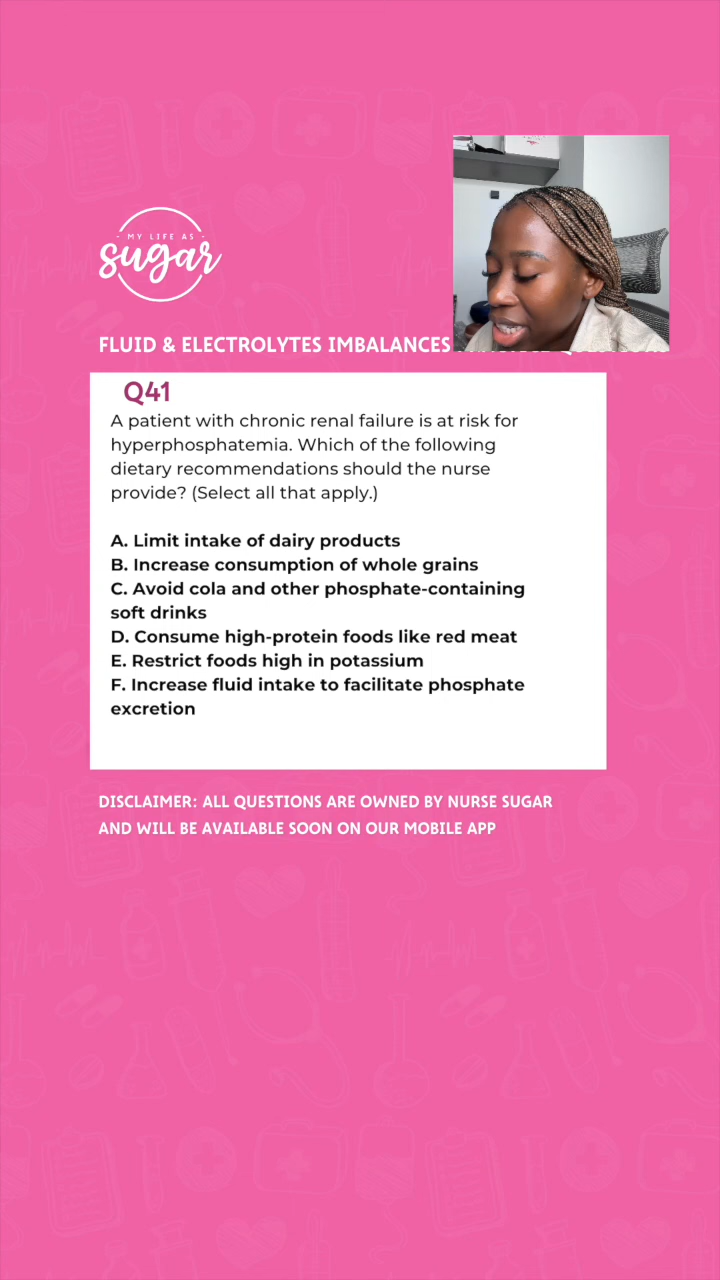 - MY LIFE AS -
sugar
FLUID & ELECTROLYTES IMBALANCES
Q41
A patient with chronic renal failure is at risk for
hyperphosphatemia. Which of the following
dietary recommendations should the nurse
provide? (Select all that apply.)
A. Limit intake of dairy products
B. Increase consumption of whole grains
C. Avoid cola and other phosphate-containing
soft drinks
D. Consume high-protein foods like red meat
E. Restrict foods high in potassium
F. Increase fluid intake to facilitate phosphate
excretion
DISCLAIMER: ALL QUESTIONS ARE OWNED BY NURSE SUGAR
AND WILL BE AVAILABLE SOON ON OUR MOBILE APP